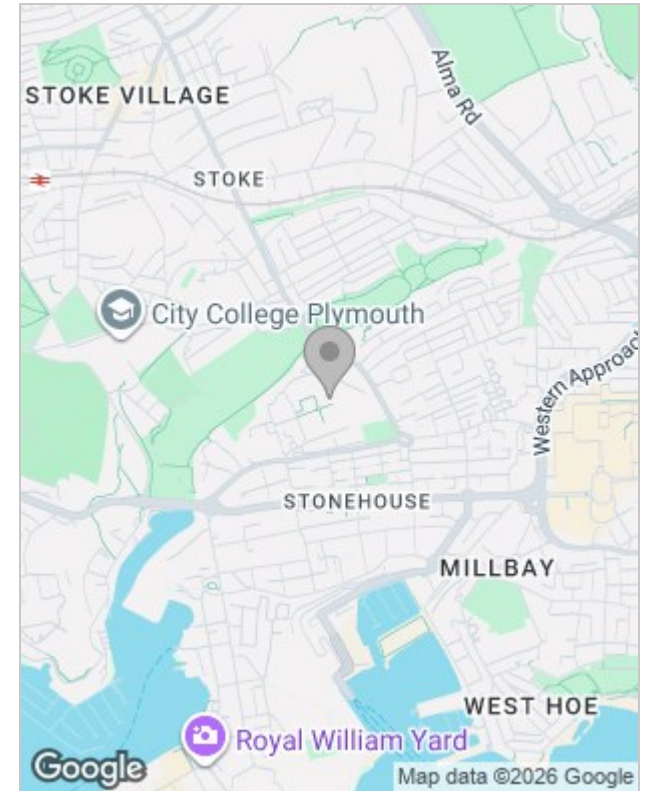 Alma Rd
STOKE VILLAGE
STOKE
City College Plymouth
Western Approach
STONEHOUSE
MILLBAY
WEST HOE
Royal William Yard
Google
Map data ©2026 Google